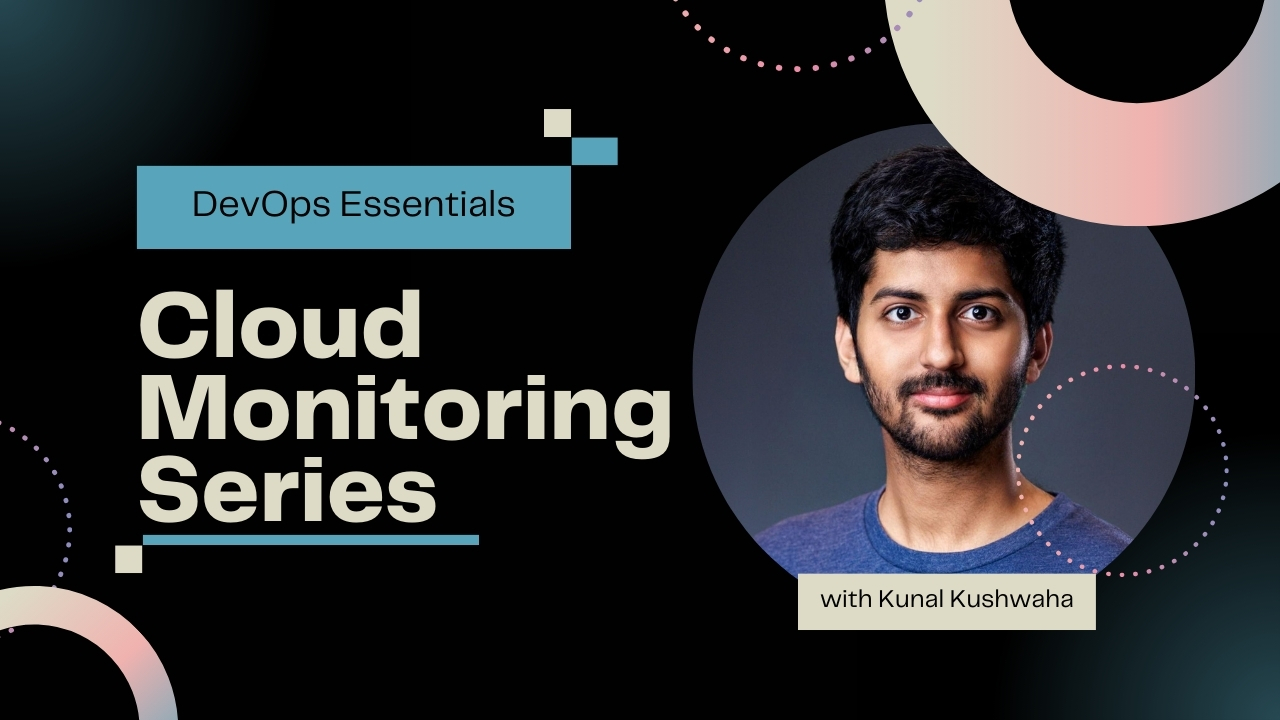 DevOps Essentials
Cloud
Monitoring
Series
with Kunal Kushwaha